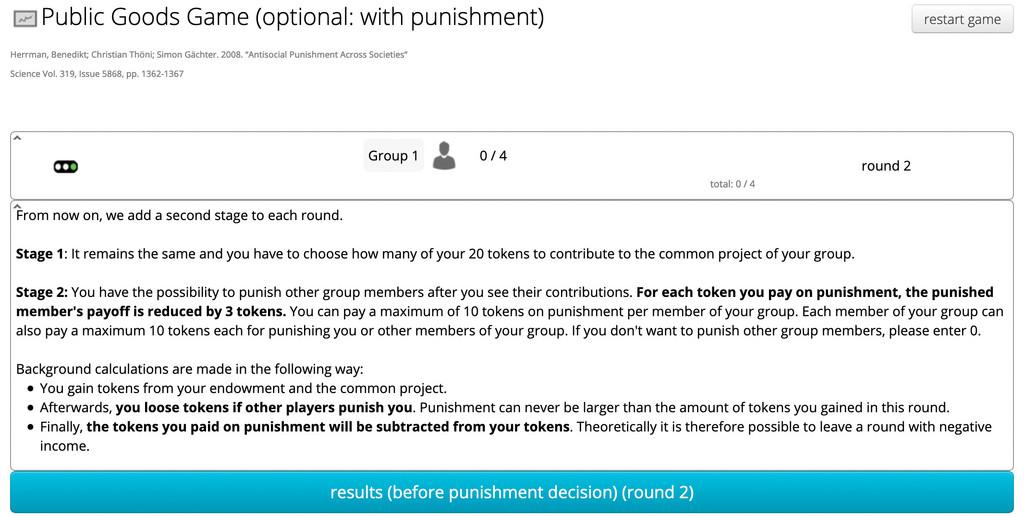 Public Goods Game (optional: with punishment)
restart game
Herrman, Benedikt; Christian Thöni; Simon Gächter. 2008. "Antisocial Punishment Across Societies"
Science Vol. 319, Issue 5868, pp. 1362-1367
Group 1
0 / 4
round 2
total: 0 / 4
From now on, we add a second stage to each round.
Stage 1: It remains the same and you have to choose how many of your 20 tokens to contribute to the common project of your group.
Stage 2: You have the possibility to punish other group members after you see their contributions. For each token you pay on punishment, the punished
member's payoff is reduced by 3 tokens. You can pay a maximum of 10 tokens on punishment per member of your group. Each member of your group can
also pay a maximum 10 tokens each for punishing you or other members of your group. If you don't want to punish other group members, please enter 0.
Background calculations are made in the following way:
• You gain tokens from your endowment and the common project.
• Afterwards, you loose tokens if other players punish you. Punishment can never be larger than the amount of tokens you gained in this round.
• Finally, the tokens you paid on punishment will be subtracted from your tokens. Theoretically it is therefore possible to leave a round with negative
income.
results (before punishment decision) (round 2)